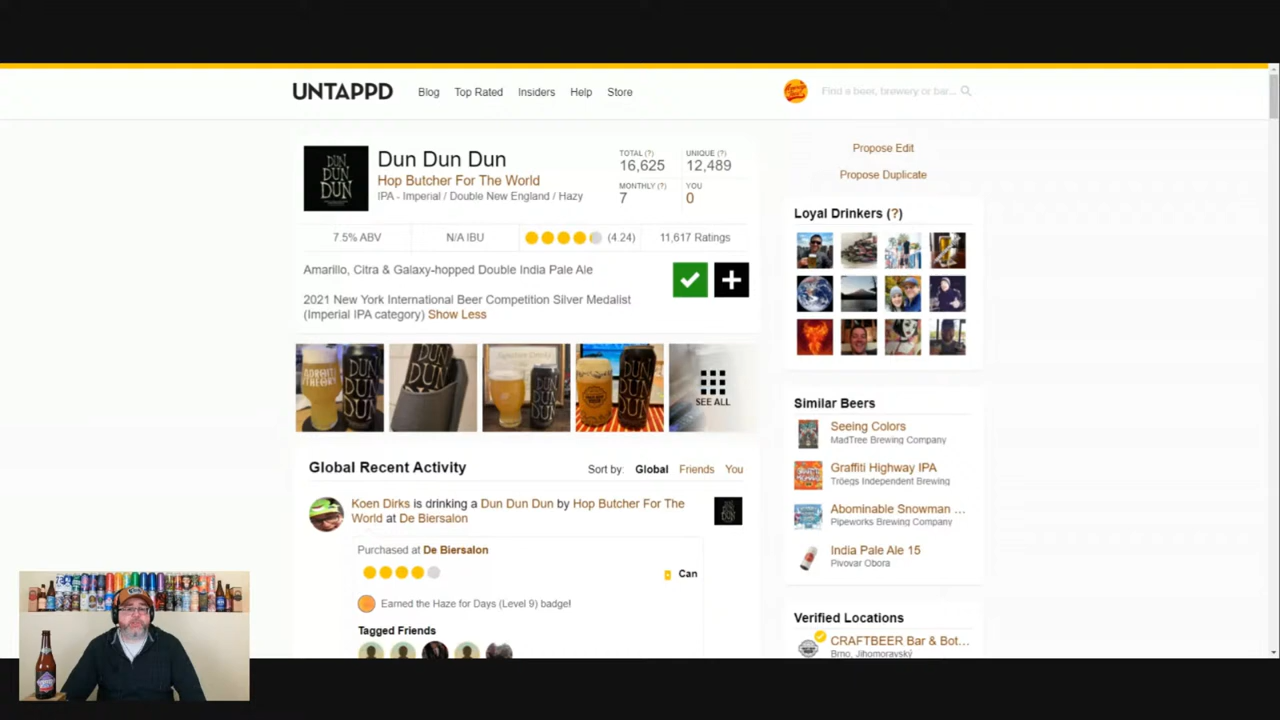 UNTAPPD
Blog
Top Rated
Insiders
Help
Store
Find a beer, brewery or bar...
DUN
DUN
DUN
Dun Dun Dun
Hop Butcher For The World
IPA - Imperial / Double New England / Hazy
TOTAL (?)
16,625
UNIQUE (?)
12,489
MONTHLY (?)
7
YOU
0
7.5% ABV
N/A IBU
(4.24)
11,617 Ratings
Amarillo, Citra & Galaxy-hopped Double India Pale Ale
2021 New York International Beer Competition Silver Medalist
(Imperial IPA category) Show Less
SEE ALL
Global Recent Activity
Sort by: Global Friends You
Koen Dirks is drinking a Dun Dun Dun by Hop Butcher For The
World at De Biersalon
Purchased at De Biersalon
Can
Earned the Haze for Days (Level 9) badge!
Tagged Friends
Propose Edit
Propose Duplicate
Loyal Drinkers (?)
Similar Beers
Seeing Colors
MadTree Brewing Company
Graffiti Highway IPA
Tröegs Independent Brewing
Abominable Snowman ...
Pipeworks Brewing Company
India Pale Ale 15
Pivovar Obora
Verified Locations
CRAFTBEER Bar & Bot...
Brno, Jihomoravský